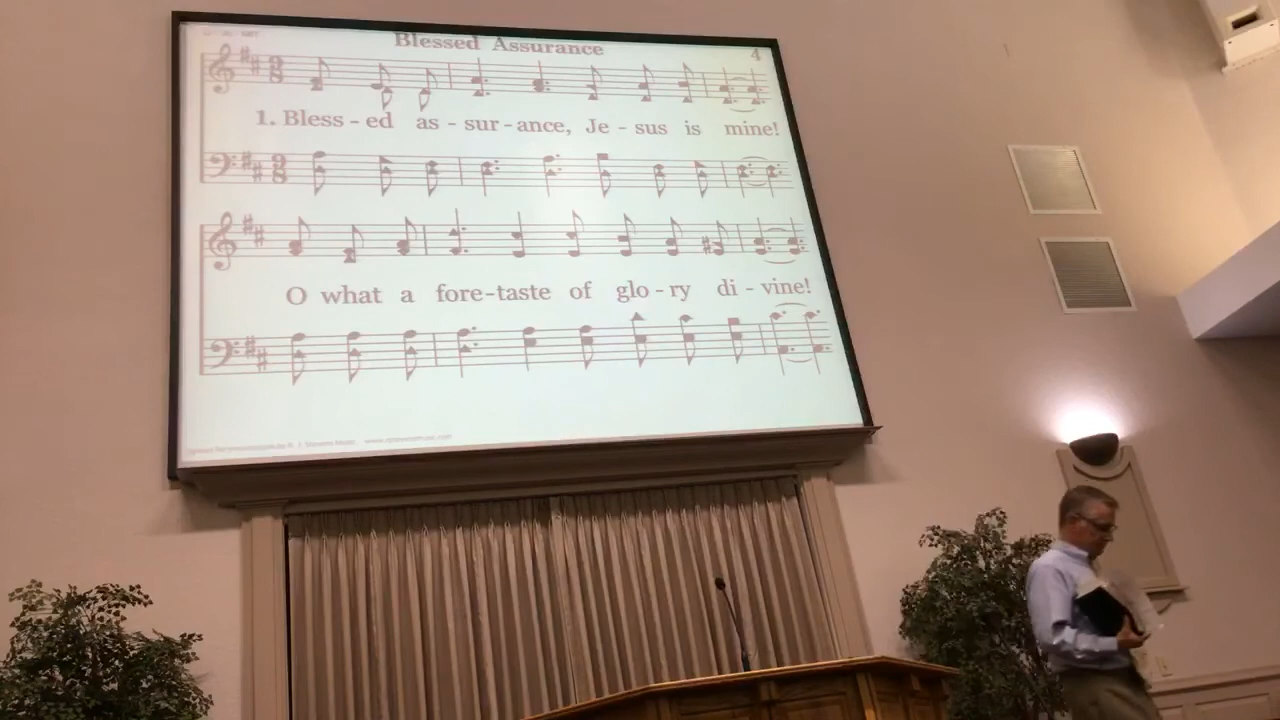 Blessed Assurance
4
1. Bless - ed as - sur - ance, Je - sus is mine!
O what a fore - taste of glo - ry di - vine!